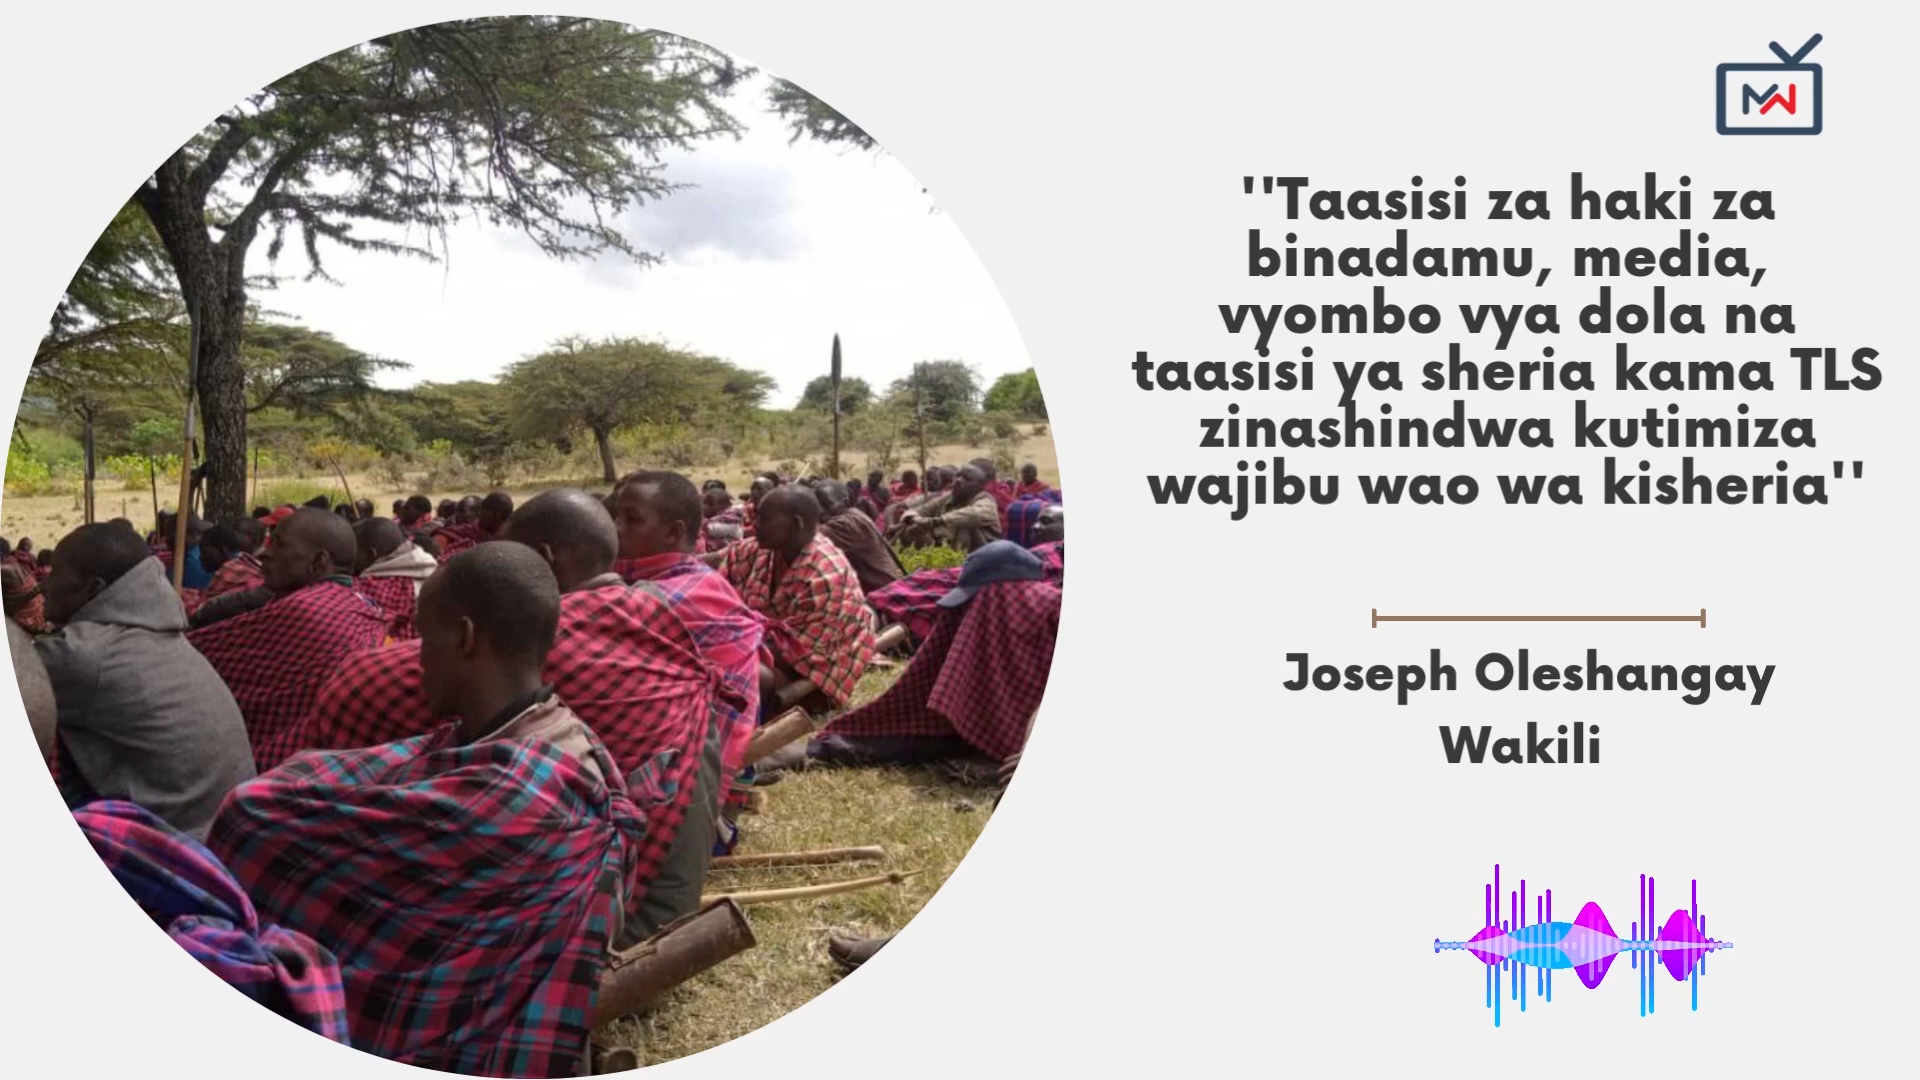 MW
''Taasisi za haki za
binadamu, media,
vyombo vya dola na
taasisi ya sheria kama TLS
zinashindwa kutimiza
wajibu wao wa kisheria''
Joseph Oleshangay
Wakili